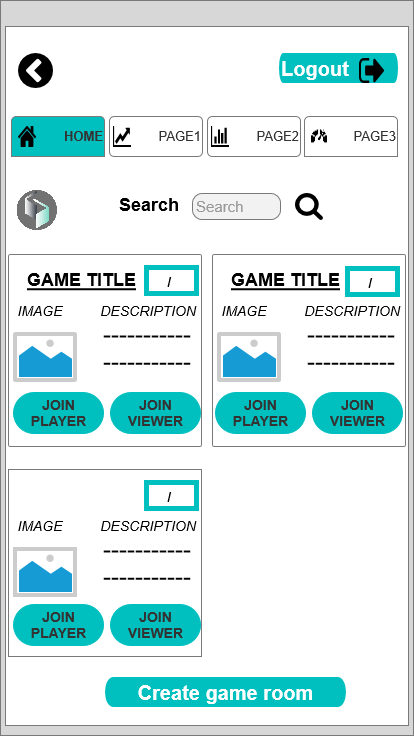 Logout
HOME PAGE1 PAGE2 PAGE3
Search Search
GAME TITLE /
IMAGE DESCRIPTION
-----------
-----------
JOIN
PLAYER
JOIN
VIEWER
GAME TITLE /
IMAGE DESCRIPTION
-----------
-----------
JOIN
PLAYER
JOIN
VIEWER
/
IMAGE DESCRIPTION
-----------
-----------
JOIN
PLAYER
JOIN
VIEWER
Create game room